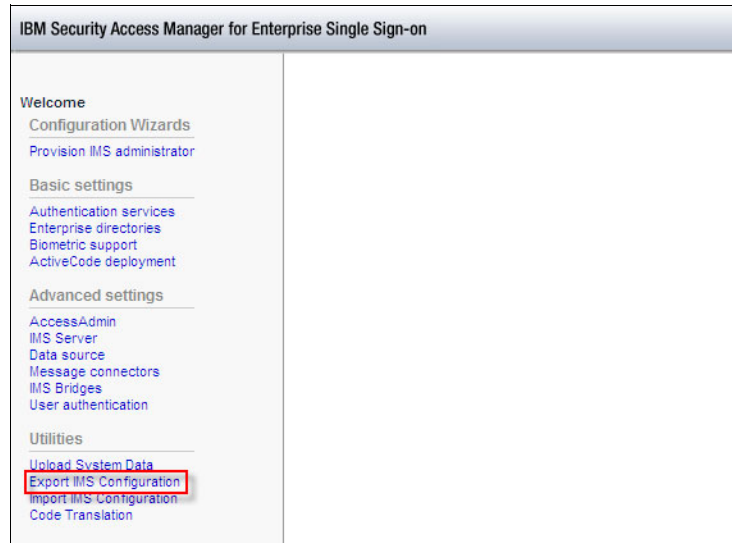 IBM Security Access Manager for Enterprise Single Sign-on
Welcome
Configuration Wizards
Provision IMS administrator
Basic settings
Authentication services
Enterprise directories
Biometric support
ActiveCode deployment
Advanced settings
AccessAdmin
IMS Server
Data source
Message connectors
IMS Bridges
User authentication
Utilities
Upload System Data
Export IMS Configuration
Import IMS Configuration
Code Translation